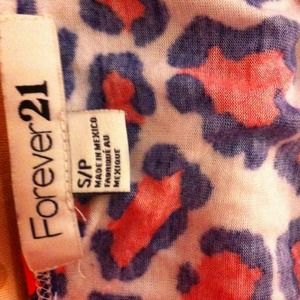 Forever21
S/P
MADE IN MEXICO
FABRIQUÉ AU
MEXIQUE